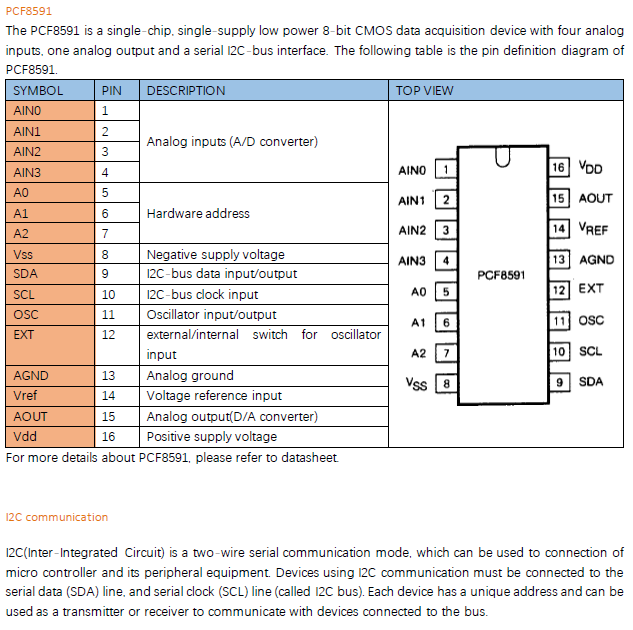 PCF8591
The PCF8591 is a single-chip, single-supply low power 8-bit CMOS data acquisition device with four analog
inputs, one analog output and a serial I2C-bus interface. The following table is the pin definition diagram of
PCF8591.
SYMBOL PIN DESCRIPTION TOP VIEW
AIN0 1
AIN1 2
Analog inputs (A/D converter)
AIN2 3
AIN3 4
A0 5
A1 6 Hardware address
A2 7
Vss 8 Negative supply voltage
SDA 9 I2C-bus data input/output
SCL 10 I2C-bus clock input
OSC 11 Oscillator input/output
EXT 12 external/internal switch for oscillator
input
AGND 13 Analog ground
Vref 14 Voltage reference input
AOUT 15 Analog output(D/A converter)
Vdd 16 Positive supply voltage
AIN0 1 16 VDD
AIN1 2 15 AOUT
AIN2 3 14 VREF
AIN3 4 13 AGND
PCF8591
A0 5 12 EXT
A1 6 11 OSC
A2 7 10 SCL
VSS 8 9 SDA
For more details about PCF8591, please refer to datasheet.
I2C communication
I2C(Inter-Integrated Circuit) is a two-wire serial communication mode, which can be used to connection of
micro controller and its peripheral equipment. Devices using I2C communication must be connected to the
serial data (SDA) line, and serial clock (SCL) line (called I2C bus). Each device has a unique address and can be
used as a transmitter or receiver to communicate with devices connected to the bus.